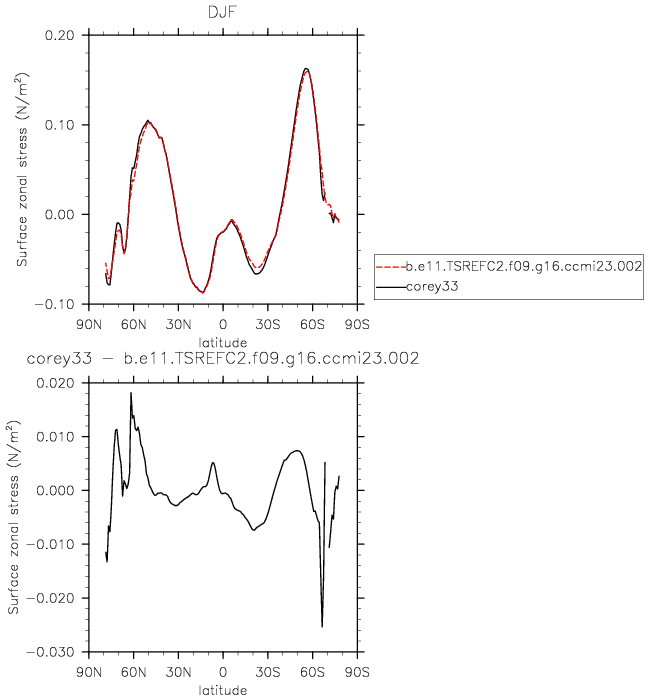 DJF
0.20
0.10
0.00
−0.10
Surface zonal stress (N/m²)
90N 60N 30N 0 30S 60S 90S
latitude
b.e11.TSREFC2.f09.g16.ccmi23.002
corey33
corey33 − b.e11.TSREFC2.f09.g16.ccmi23.002
0.020
0.010
0.000
−0.010
−0.020
−0.030
Surface zonal stress (N/m²)
90N 60N 30N 0 30S 60S 90S
latitude